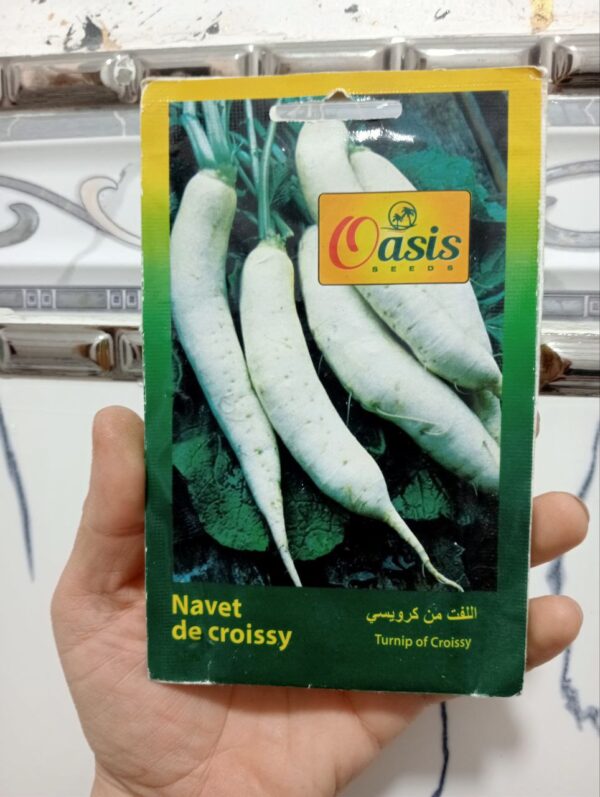 Oasis
SEEDS
Navet
de croissy
اللفت من كرويسي
Turnip of Croissy